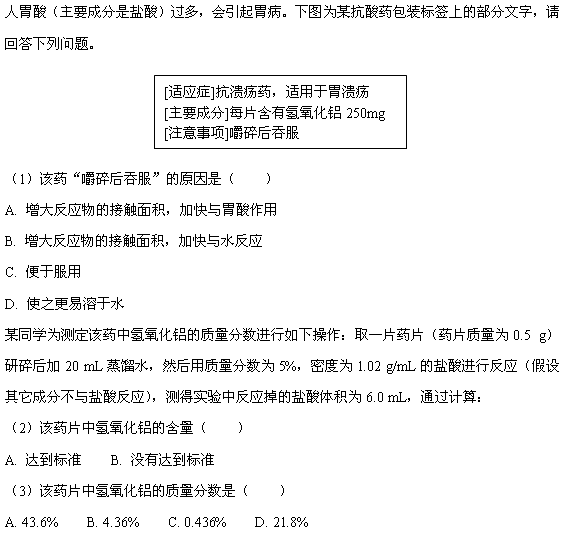 人胃酸（主要成分是盐酸）过多，会引起胃病。下图为某抗酸药包装标签上的部分文字，请
回答下列问题。
[适应症]抗溃疡药，适用于胃溃疡
[主要成分]每片含有氢氧化铝 250mg
[注意事项]嚼碎后吞服
（1）该药“嚼碎后吞服”的原因是（　　）
A. 增大反应物的接触面积，加快与胃酸作用
B. 增大反应物的接触面积，加快与水反应
C. 便于服用
D. 使之更易溶于水
某同学为测定该药中氢氧化铝的质量分数进行如下操作：取一片药片（药片质量为0.5 g）
研碎后加 20 mL 蒸馏水，然后用质量分数为 5%，密度为 1.02 g/mL 的盐酸进行反应（假设
其它成分不与盐酸反应），测得实验中反应掉的盐酸体积为 6.0 mL，通过计算：
（2）该药片中氢氧化铝的含量（　　）
A. 达到标准　　B. 没有达到标准
（3）该药片中氢氧化铝的质量分数是（　　）
A. 43.6%　　B. 4.36%　　C. 0.436%　　D. 21.8%